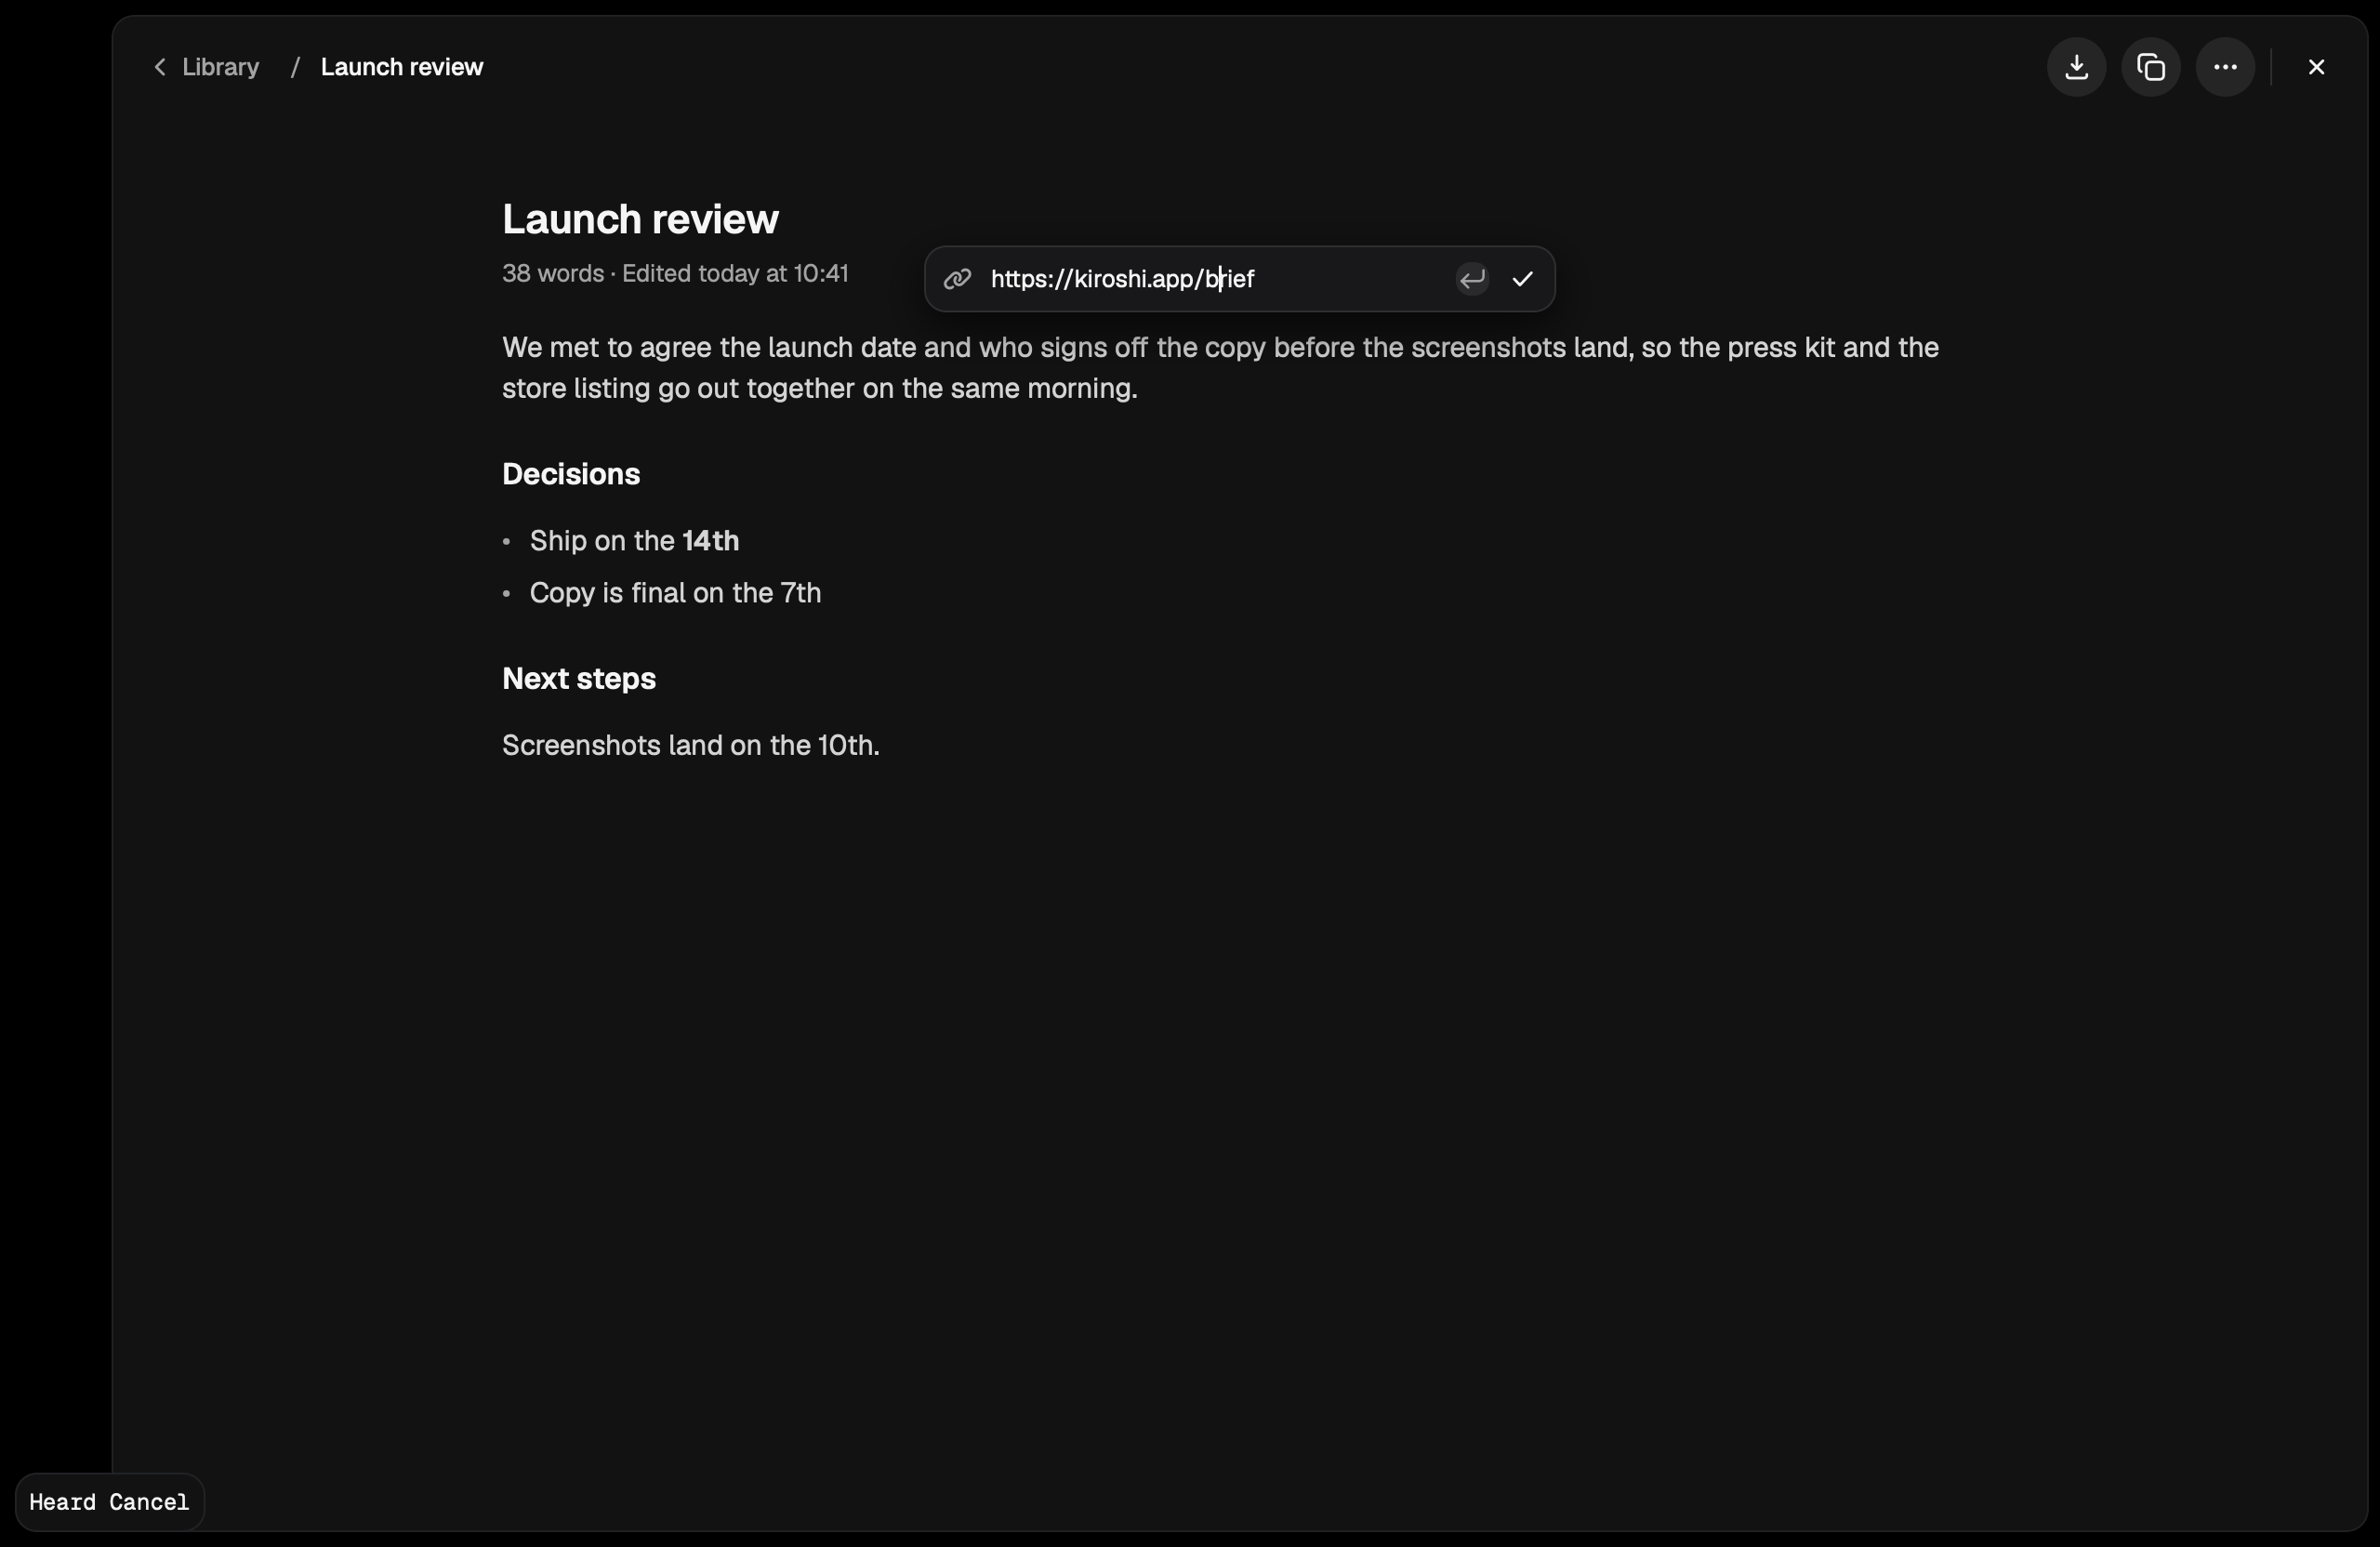 Library / Launch review
Launch review
38 words · Edited today at 10:41
https://kiroshi.app/brief
We met to agree the launch date and who signs off the copy before the screenshots land, so the press kit and the
store listing go out together on the same morning.
Decisions
• Ship on the 14th
• Copy is final on the 7th
Next steps
Screenshots land on the 10th.
Heard Cancel